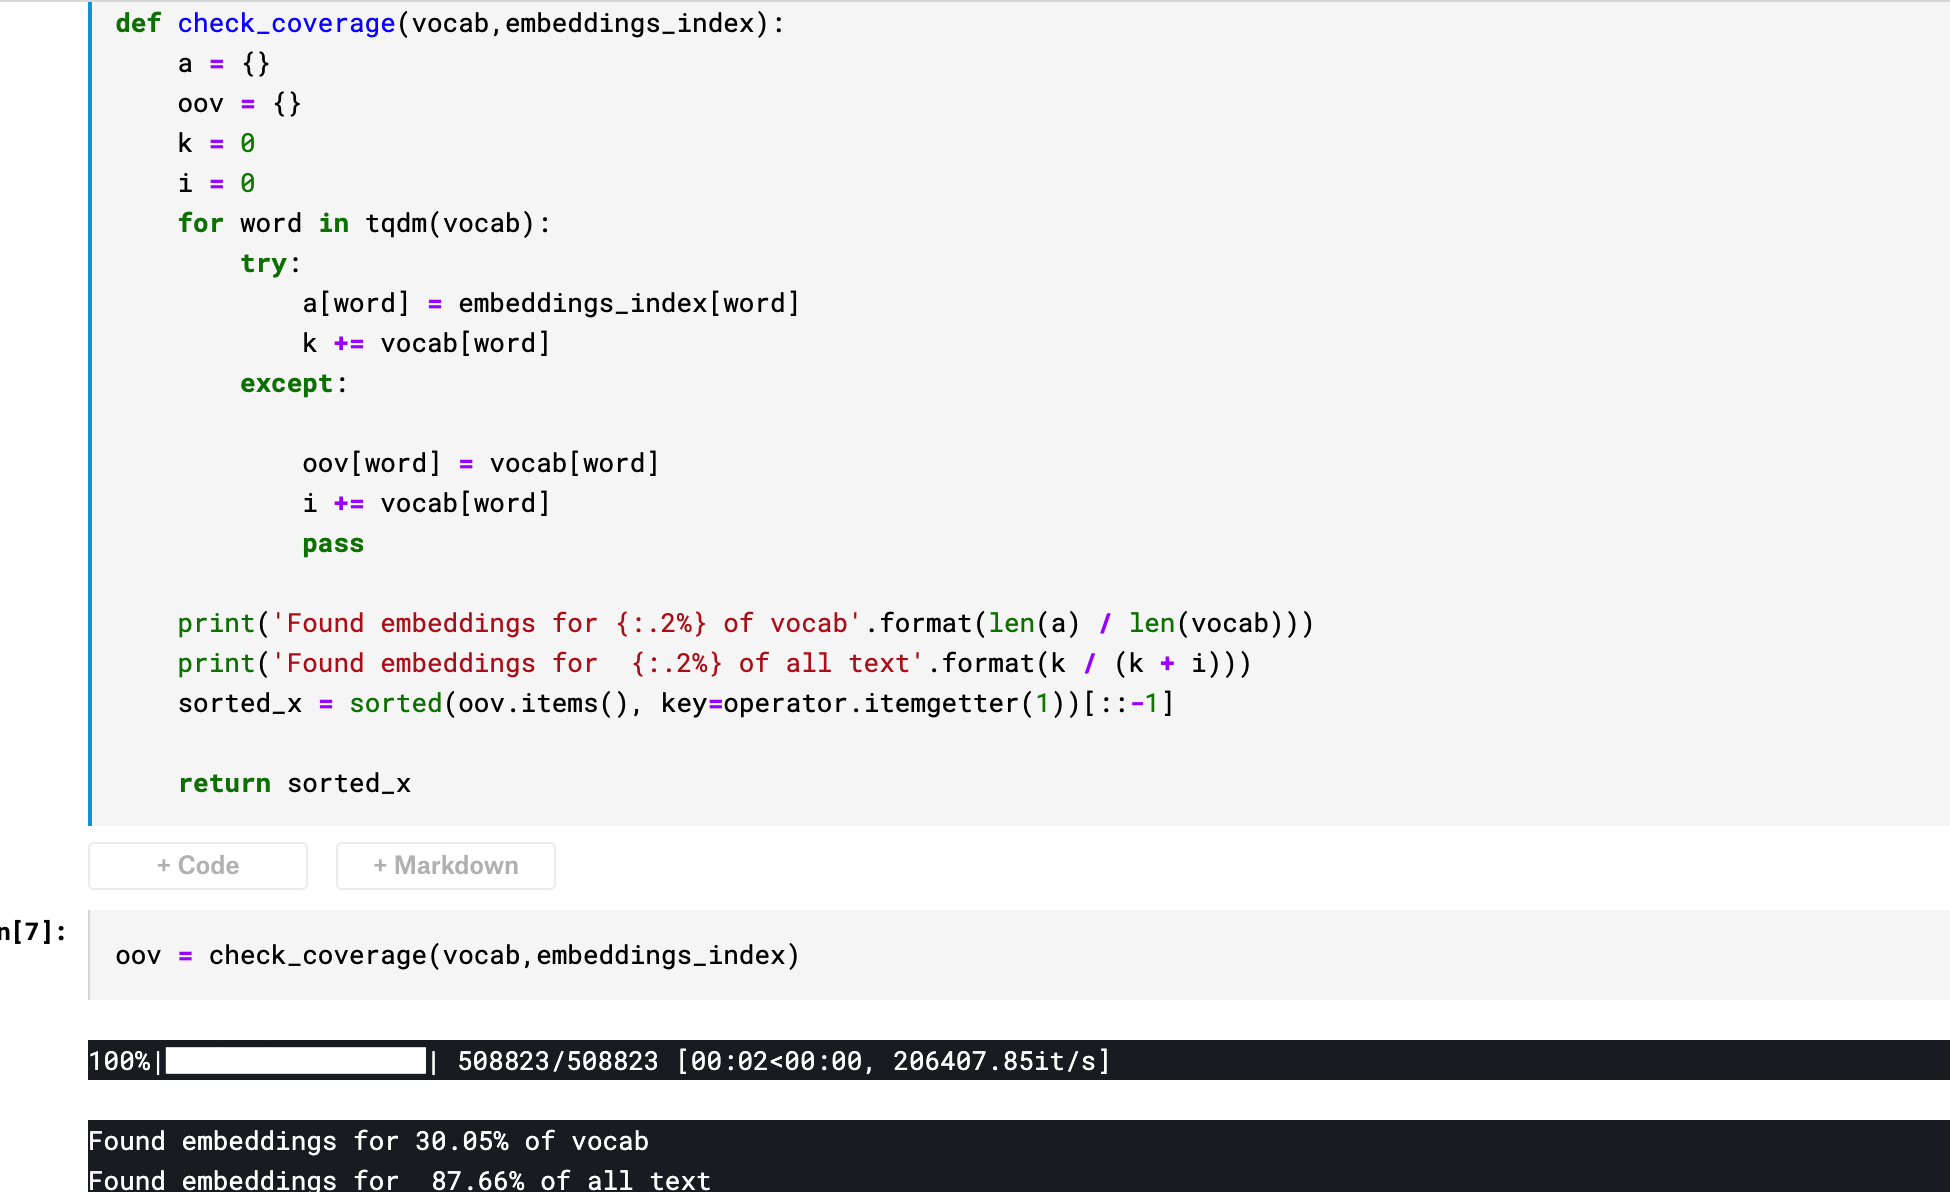 def check_coverage(vocab,embeddings_index):
    a = {}
    oov = {}
    k = 0
    i = 0
    for word in tqdm(vocab):
        try:
            a[word] = embeddings_index[word]
            k += vocab[word]
        except:

            oov[word] = vocab[word]
            i += vocab[word]
            pass

    print('Found embeddings for {:.2%} of vocab'.format(len(a) / len(vocab)))
    print('Found embeddings for  {:.2%} of all text'.format(k / (k + i)))
    sorted_x = sorted(oov.items(), key=operator.itemgetter(1))[::-1]

    return sorted_x
+ Code + Markdown
n[7]:
oov = check_coverage(vocab,embeddings_index)
100%|██████████| 508823/508823 [00:02<00:00, 206407.85it/s]
Found embeddings for 30.05% of vocab
Found embeddings for  87.66% of all text